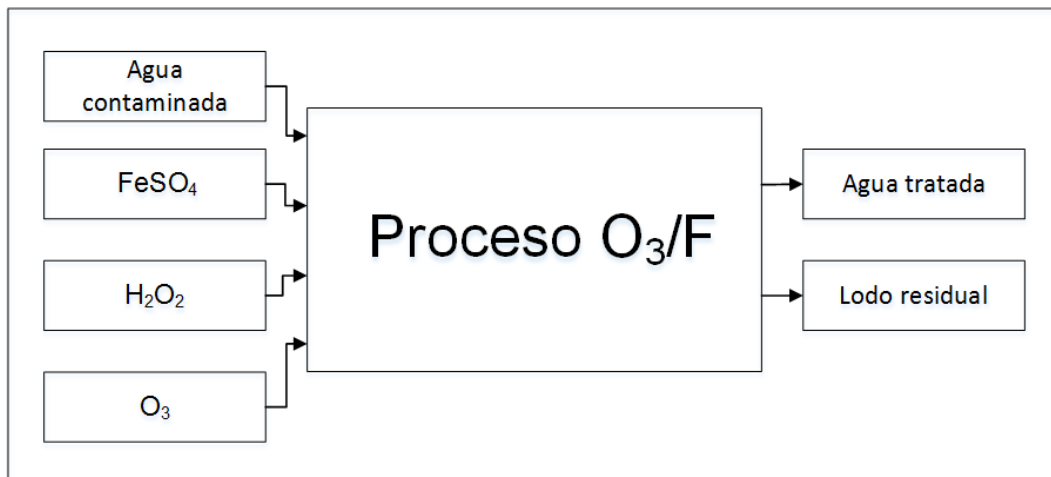 Agua
contaminada
FeSO₄
H₂O₂
O₃
Proceso O₃/F
Agua tratada
Lodo residual